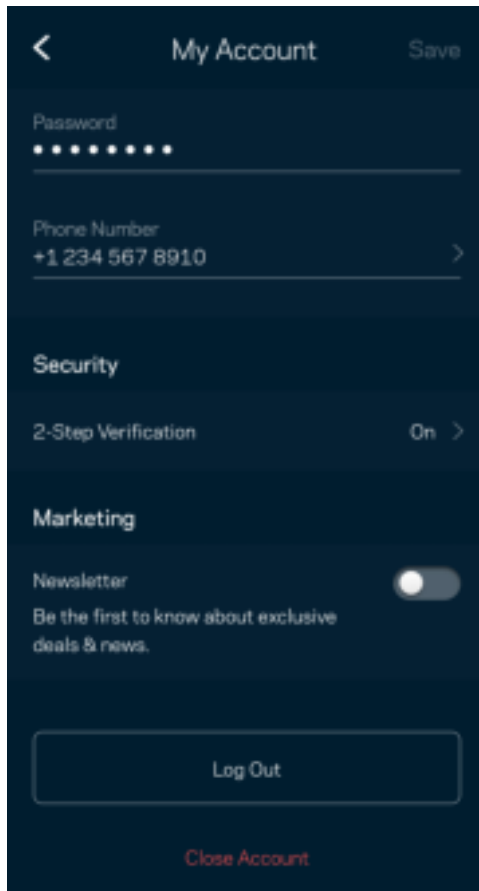 My Account
Save
Password
••••••••
Phone Number
+1 234 567 8910
Security
2-Step Verification
On
Marketing
Newsletter
Be the first to know about exclusive
deals & news.
Log Out
Close Account